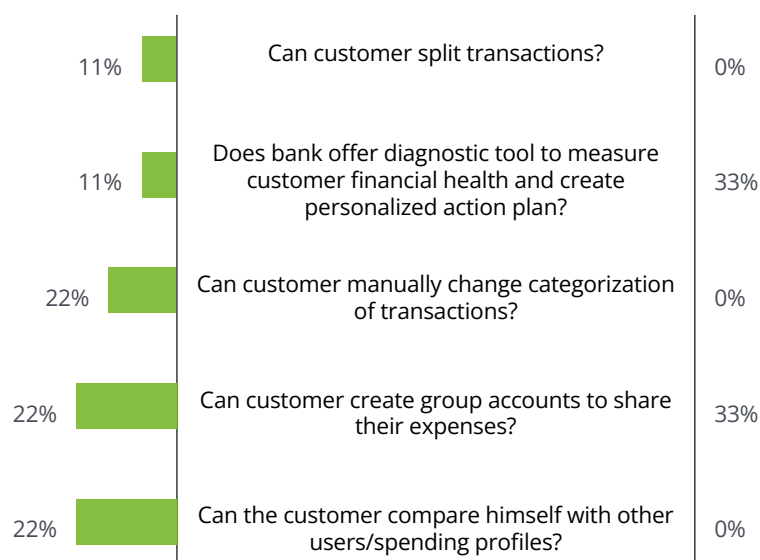 Can customer split transactions?
11%
0%
Does bank offer diagnostic tool to measure
customer financial health and create
personalized action plan?
11%
33%
Can customer manually change categorization
of transactions?
22%
0%
Can customer create group accounts to share
their expenses?
22%
33%
Can the customer compare himself with other
users/spending profiles?
22%
0%